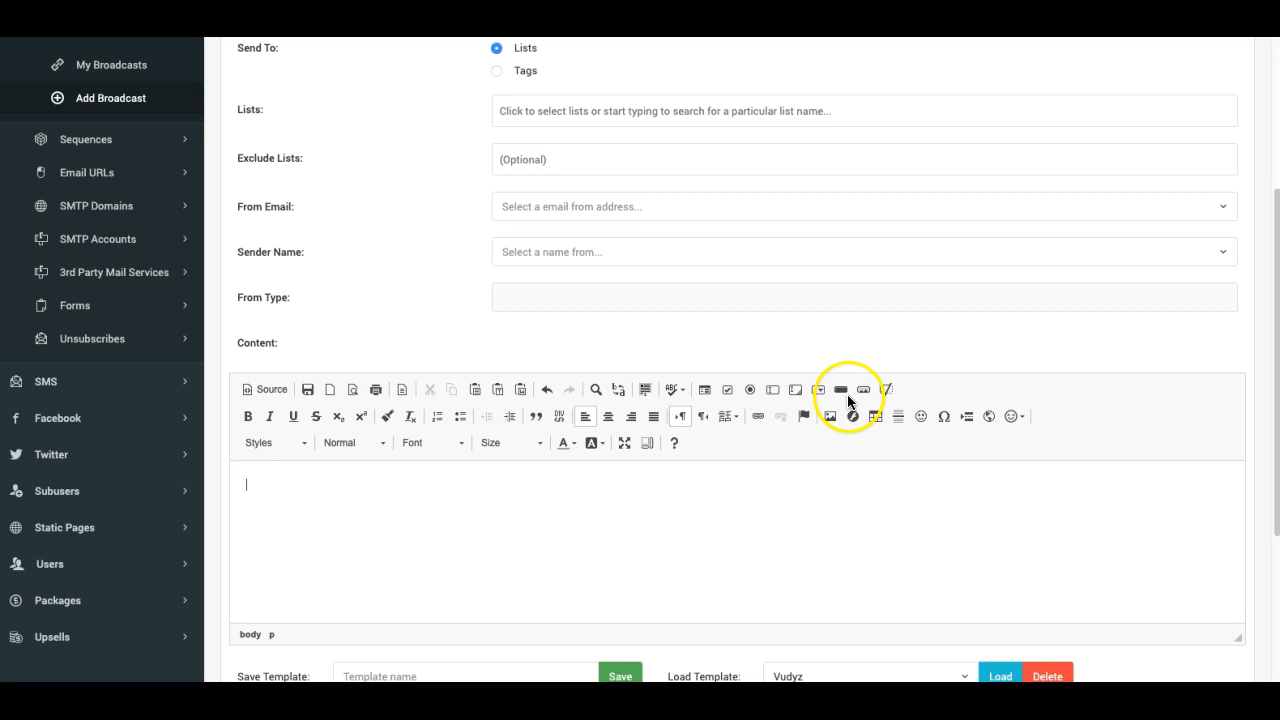 My Broadcasts
Add Broadcast
Sequences
Email URLs
SMTP Domains
SMTP Accounts
3rd Party Mail Services
Forms
Unsubscribes
SMS
Facebook
Twitter
Subusers
Static Pages
Users
Packages
Upsells
Send To:
Lists
Tags
Lists:
Click to select lists or start typing to search for a particular list name...
Exclude Lists:
(Optional)
From Email:
Select a email from address...
Sender Name:
Select a name from...
From Type:
Content:
Source
Styles Normal Font Size
body p
Save Template: Template name Save Load Template: Vudyz Load Delete